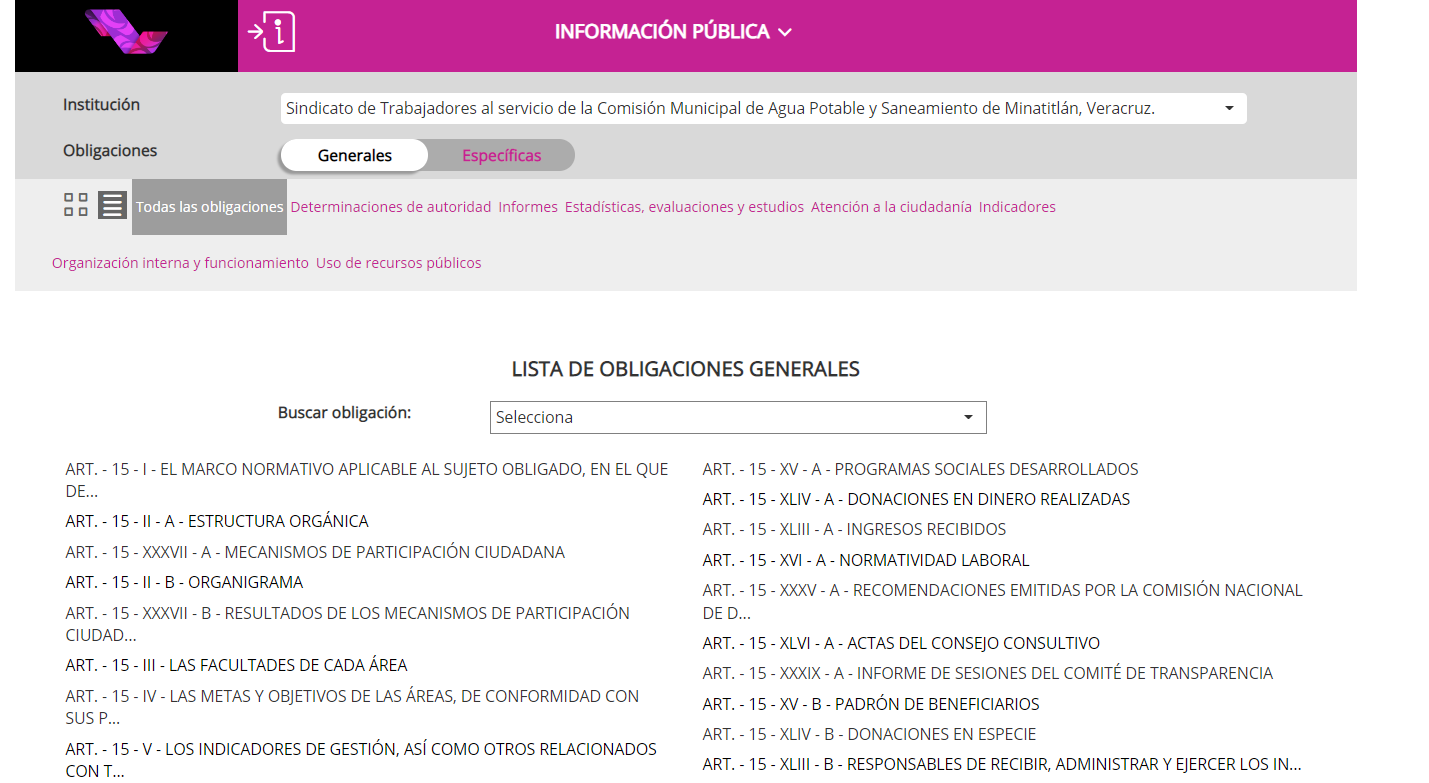 INFORMACIÓN PÚBLICA
Institución
Sindicato de Trabajadores al servicio de la Comisión Municipal de Agua Potable y Saneamiento de Minatitlán, Veracruz.
Obligaciones
Generales
Específicas
Todas las obligaciones Determinaciones de autoridad Informes Estadísticas, evaluaciones y estudios Atención a la ciudadanía Indicadores
Organización interna y funcionamiento Uso de recursos públicos
LISTA DE OBLIGACIONES GENERALES
Buscar obligación:
Selecciona
ART. - 15 - I - EL MARCO NORMATIVO APLICABLE AL SUJETO OBLIGADO, EN EL QUE
DE...
ART. - 15 - II - A - ESTRUCTURA ORGÁNICA
ART. - 15 - XXXVII - A - MECANISMOS DE PARTICIPACIÓN CIUDADANA
ART. - 15 - II - B - ORGANIGRAMA
ART. - 15 - XXXVII - B - RESULTADOS DE LOS MECANISMOS DE PARTICIPACIÓN
CIUDAD...
ART. - 15 - III - LAS FACULTADES DE CADA ÁREA
ART. - 15 - IV - LAS METAS Y OBJETIVOS DE LAS ÁREAS, DE CONFORMIDAD CON
SUS P...
ART. - 15 - V - LOS INDICADORES DE GESTIÓN, ASÍ COMO OTROS RELACIONADOS
CON T...
ART. - 15 - XV - A - PROGRAMAS SOCIALES DESARROLLADOS
ART. - 15 - XLIV - A - DONACIONES EN DINERO REALIZADAS
ART. - 15 - XLIII - A - INGRESOS RECIBIDOS
ART. - 15 - XVI - A - NORMATIVIDAD LABORAL
ART. - 15 - XXXV - A - RECOMENDACIONES EMITIDAS POR LA COMISIÓN NACIONAL
DE D...
ART. - 15 - XLVI - A - ACTAS DEL CONSEJO CONSULTIVO
ART. - 15 - XXXIX - A - INFORME DE SESIONES DEL COMITÉ DE TRANSPARENCIA
ART. - 15 - XV - B - PADRÓN DE BENEFICIARIOS
ART. - 15 - XLIV - B - DONACIONES EN ESPECIE
ART. - 15 - XLIII - B - RESPONSABLES DE RECIBIR, ADMINISTRAR Y EJERCER LOS IN...